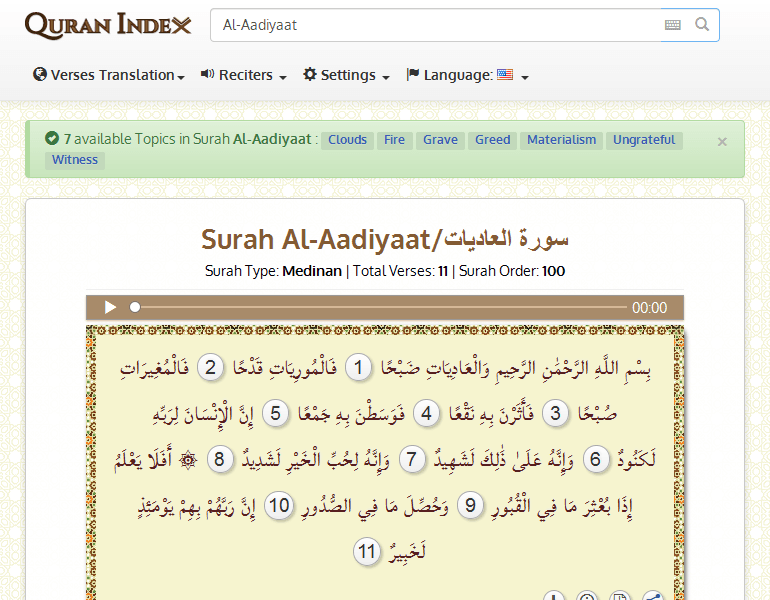 QURAN INDEX
Al-Aadiyaat
Verses Translation
Reciters
Settings
Language:
7 available Topics in Surah Al-Aadiyaat : Clouds Fire Grave Greed Materialism Ungrateful
Witness
×
Surah Al-Aadiyaat/سورة العاديات
Surah Type: Medinan | Total Verses: 11 | Surah Order: 100
00:00
بِسْمِ اللَّهِ الرَّحْمَٰنِ الرَّحِيمِ وَالْعَادِيَاتِ ضَبْحًا 1 فَالْمُورِيَاتِ قَدْحًا 2 فَالْمُغِيرَاتِ
صُبْحًا 3 فَأَثَرْنَ بِهِ نَقْعًا 4 فَوَسَطْنَ بِهِ جَمْعًا 5 إِنَّ الْإِنْسَانَ لِرَبِّهِ
لَكَنُودٌ 6 وَإِنَّهُ عَلَىٰ ذَٰلِكَ لَشَهِيدٌ 7 وَإِنَّهُ لِحُبِّ الْخَيْرِ لَشَدِيدٌ 8 ۞ أَفَلَا يَعْلَمُ
إِذَا بُعْثِرَ مَا فِي الْقُبُورِ 9 وَحُصِّلَ مَا فِي الصُّدُورِ 10 إِنَّ رَبَّهُمْ بِهِمْ يَوْمَئِذٍ
لَخَبِيرٌ 11